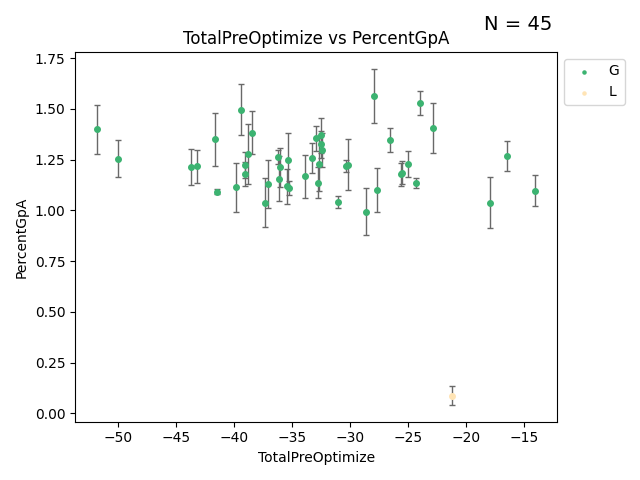 N = 45
TotalPreOptimize vs PercentGpA
G
L
1.75
1.50
1.25
1.00
0.75
0.50
0.25
0.00
PercentGpA
−50 −45 −40 −35 −30 −25 −20 −15
TotalPreOptimize